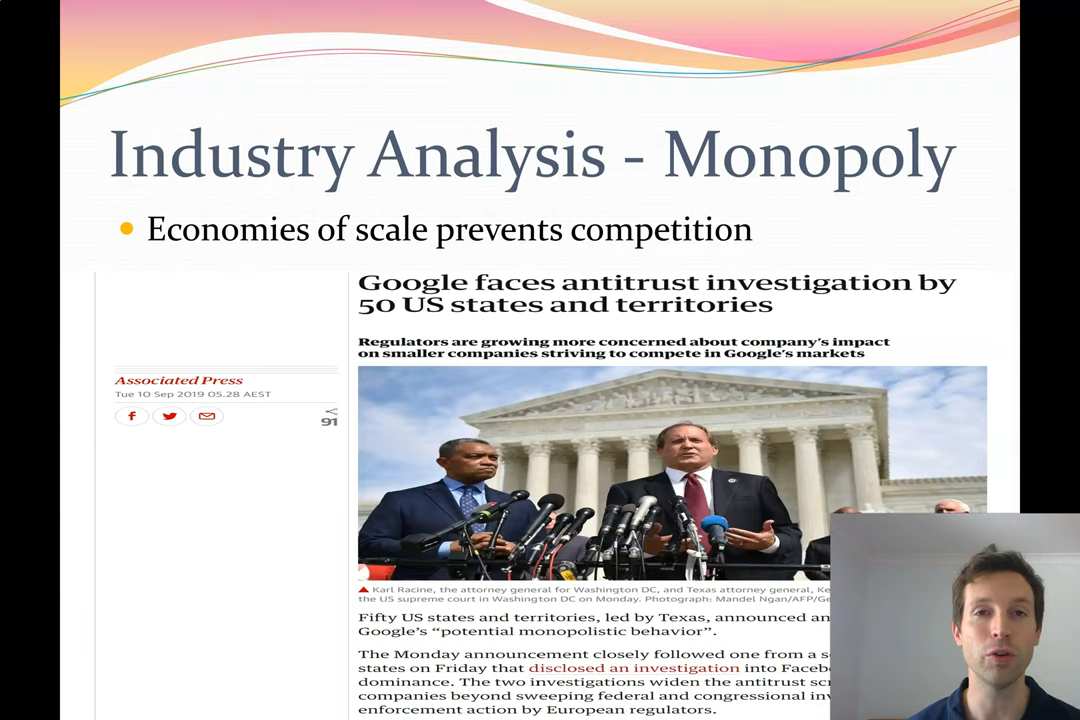 Industry Analysis - Monopoly
Economies of scale prevents competition
Google faces antitrust investigation by
50 US states and territories
Regulators are growing more concerned about company's impact
on smaller companies striving to compete in Google's markets
Associated Press
Tue 10 Sep 2019 05.28 AEST
91
Karl Racine, the attorney general for Washington DC, and Texas attorney general,
the US supreme court in Washington DC on Monday. Photograph: Mandel Ngan/AFP/
Fifty US states and territories, led by Texas, announced an
Google's “potential monopolistic behavior”.
The Monday announcement closely followed one from a
states on Friday that disclosed an investigation into
dominance. The two investigations widen the antitrust
companies beyond sweeping federal and congressional
enforcement action by European regulators.